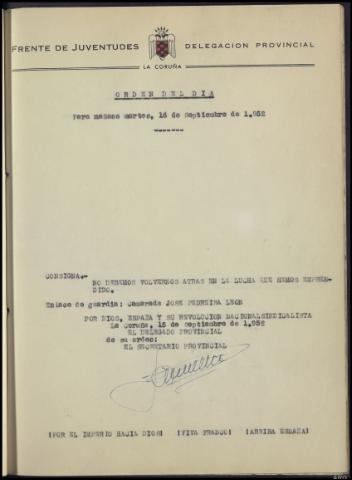 FRENTE DE JUVENTUDES DELEGACION PROVINCIAL
LA CORUÑA
ORDEN DEL DIA
Para mañana martes, 16 de Septiembre de 1.952
CONSIGNA.-
NO DEBEMOS VOLVERNOS ATRAS EN LA LUCHA QUE HEMOS EMPREN-
DIDO.
Enlace de guardia: Camarada JOSE PEDREIRA LEON
POR DIOS, ESPAÑA Y SU REVOLUCION NACIONALSINDICALISTA
La Coruña, 15 de Septiembre de 1.952
EL DELEGADO PROVINCIAL
de su orden:
EL SECRETARIO PROVINCIAL
¡POR EL IMPERIO HACIA DIOS! ¡VIVA FRANCO! ¡ARRIBA ESPAÑA!